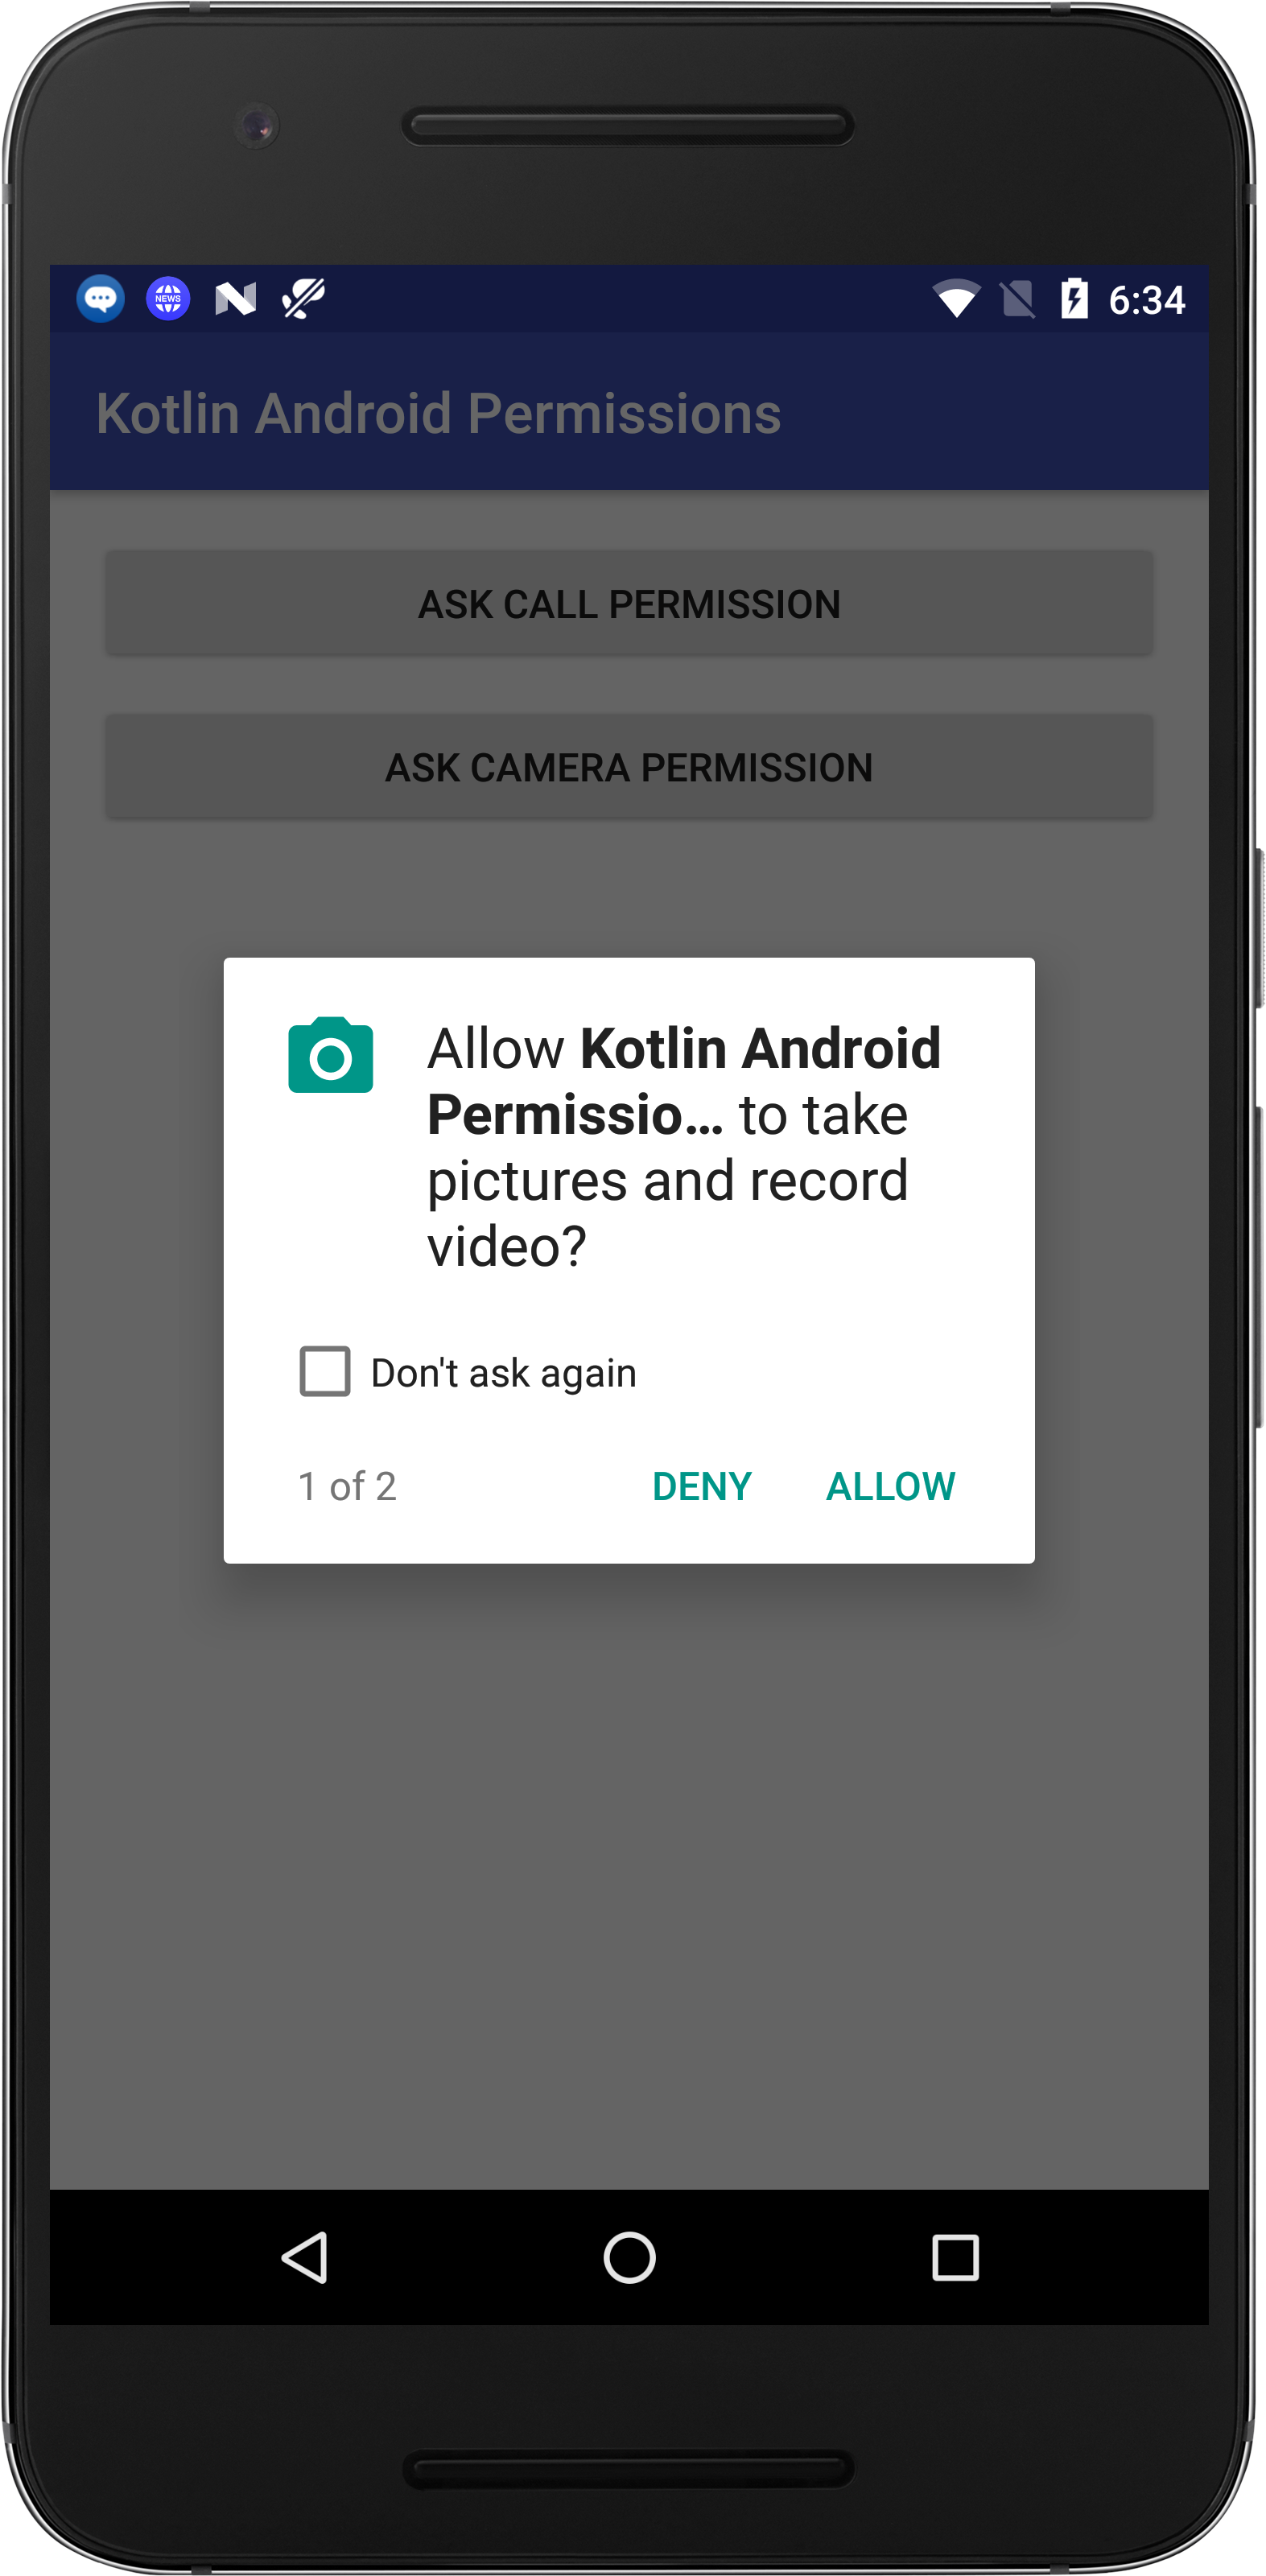 NEWS
6:34
Kotlin Android Permissions
ASK CALL PERMISSION
ASK CAMERA PERMISSION
Allow Kotlin Android
Permissio... to take
pictures and record
video?
Don't ask again
1 of 2 DENY ALLOW